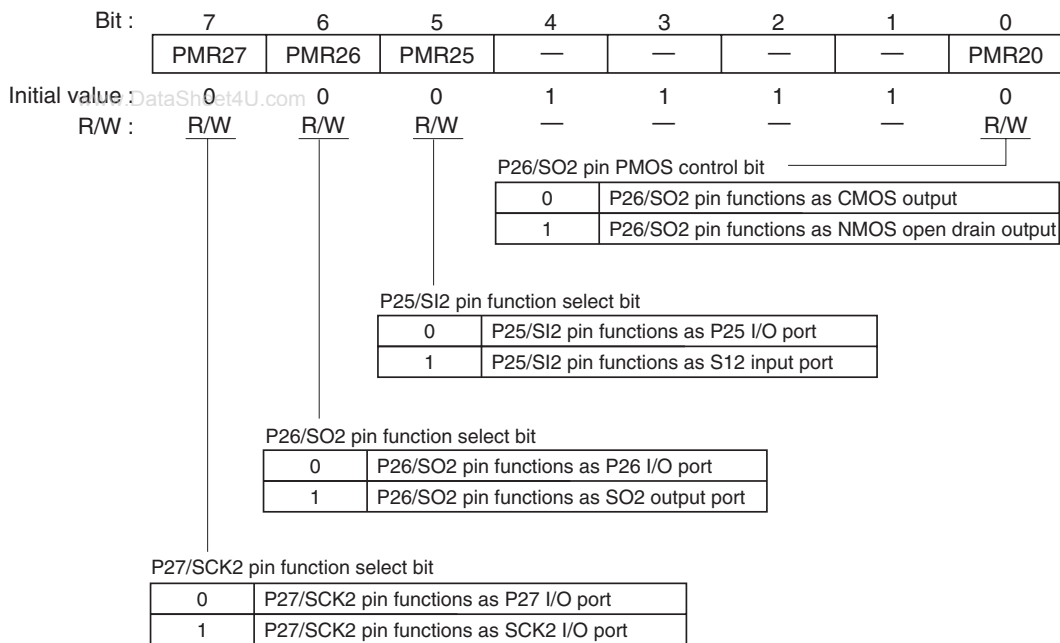 Bit : 7 6 5 4 3 2 1 0
PMR27 PMR26 PMR25 — — — — PMR20
Initial value : 0 0 0 1 1 1 1 0
www.DataSheet4U.com
R/W : R/W R/W R/W — — — — R/W
P26/SO2 pin PMOS control bit
0 P26/SO2 pin functions as CMOS output
1 P26/SO2 pin functions as NMOS open drain output
P25/SI2 pin function select bit
0 P25/SI2 pin functions as P25 I/O port
1 P25/SI2 pin functions as S12 input port
P26/SO2 pin function select bit
0 P26/SO2 pin functions as P26 I/O port
1 P26/SO2 pin functions as SO2 output port
P27/SCK2 pin function select bit
0 P27/SCK2 pin functions as P27 I/O port
1 P27/SCK2 pin functions as SCK2 I/O port